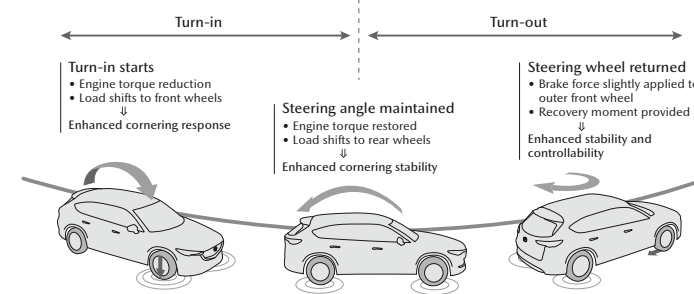 Turn-in
Turn-out
Turn-in starts
• Engine torque reduction
• Load shifts to front wheels
⇓
Enhanced cornering response
Steering angle maintained
• Engine torque restored
• Load shifts to rear wheels
⇓
Enhanced cornering stability
Steering wheel returned
• Brake force slightly applied t
outer front wheel
• Recovery moment provided
⇓
Enhanced stability and
controllability